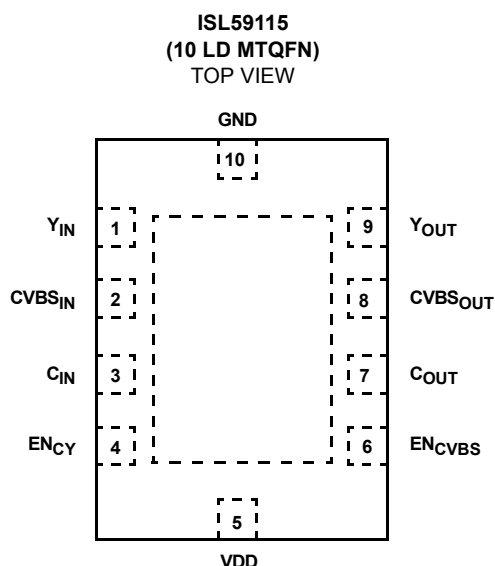 ISL59115
(10 LD MTQFN)
TOP VIEW
GND
10
YIN 1 9 YOUT
CVBSIN 2 8 CVBSOUT
CIN 3 7 COUT
ENCY 4 6 ENCVBS
5
VDD